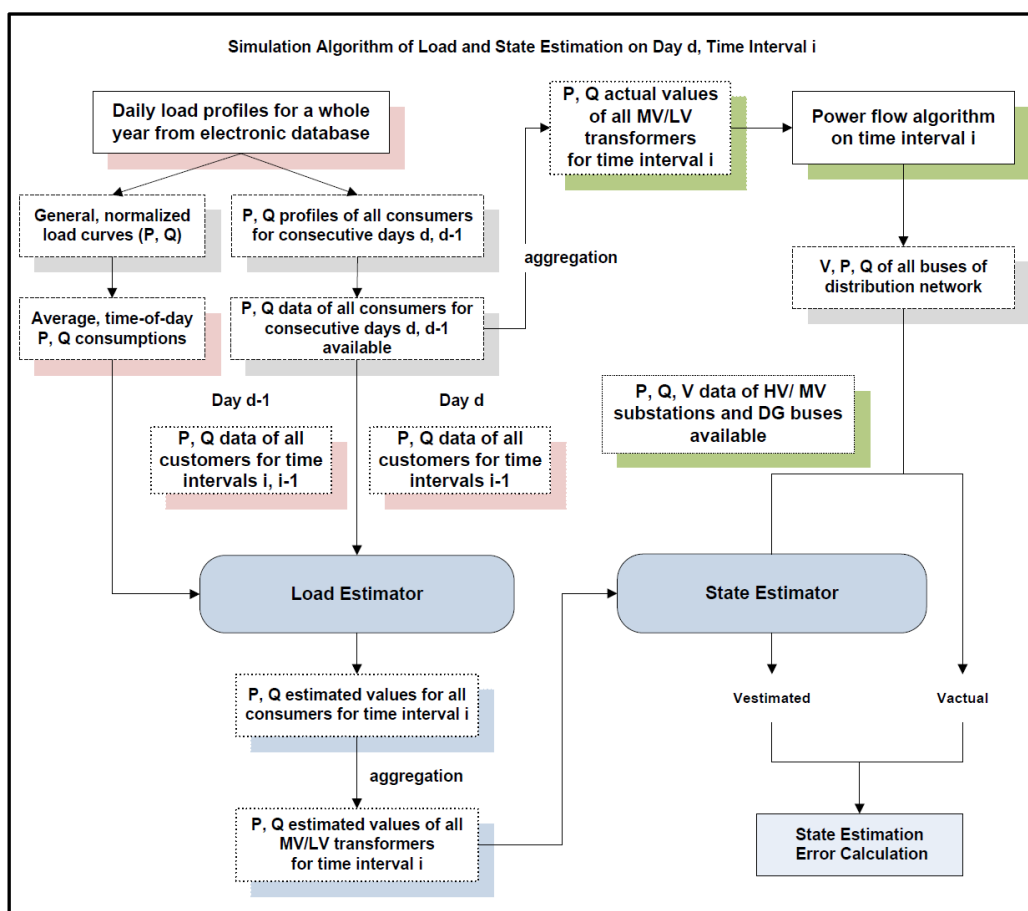 Simulation Algorithm of Load and State Estimation on Day d, Time Interval i
Daily load profiles for a whole
year from electronic database
P, Q actual values
of all MV/LV
transformers
for time interval i
Power flow algorithm
on time interval i
General, normalized
load curves (P, Q)
P, Q profiles of all consumers
for consecutive days d, d-1
aggregation
V, P, Q of all buses of
distribution network
Average, time-of-day
P, Q consumptions
P, Q data of all consumers for
consecutive days d, d-1
available
P, Q, V data of HV/ MV
substations and DG buses
available
Day d-1
Day d
P, Q data of all
customers for time
intervals i, i-1
P, Q data of all
customers for time
intervals i-1
Load Estimator
State Estimator
P, Q estimated values for all
consumers for time interval i
Vestimated
Vactual
aggregation
P, Q estimated values of all
MV/LV transformers
for time interval i
State Estimation
Error Calculation